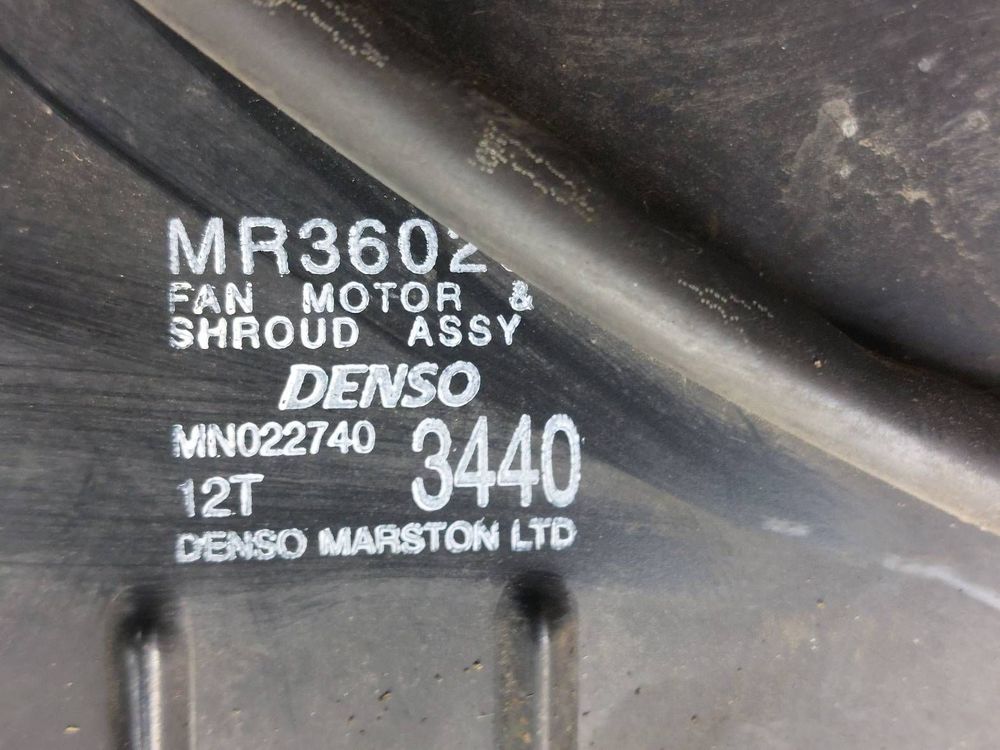 MR3602
FAN MOTOR &
SHROUD ASSY
DENSO
MN022740 3440
12T
DENSO MARSTON LTD